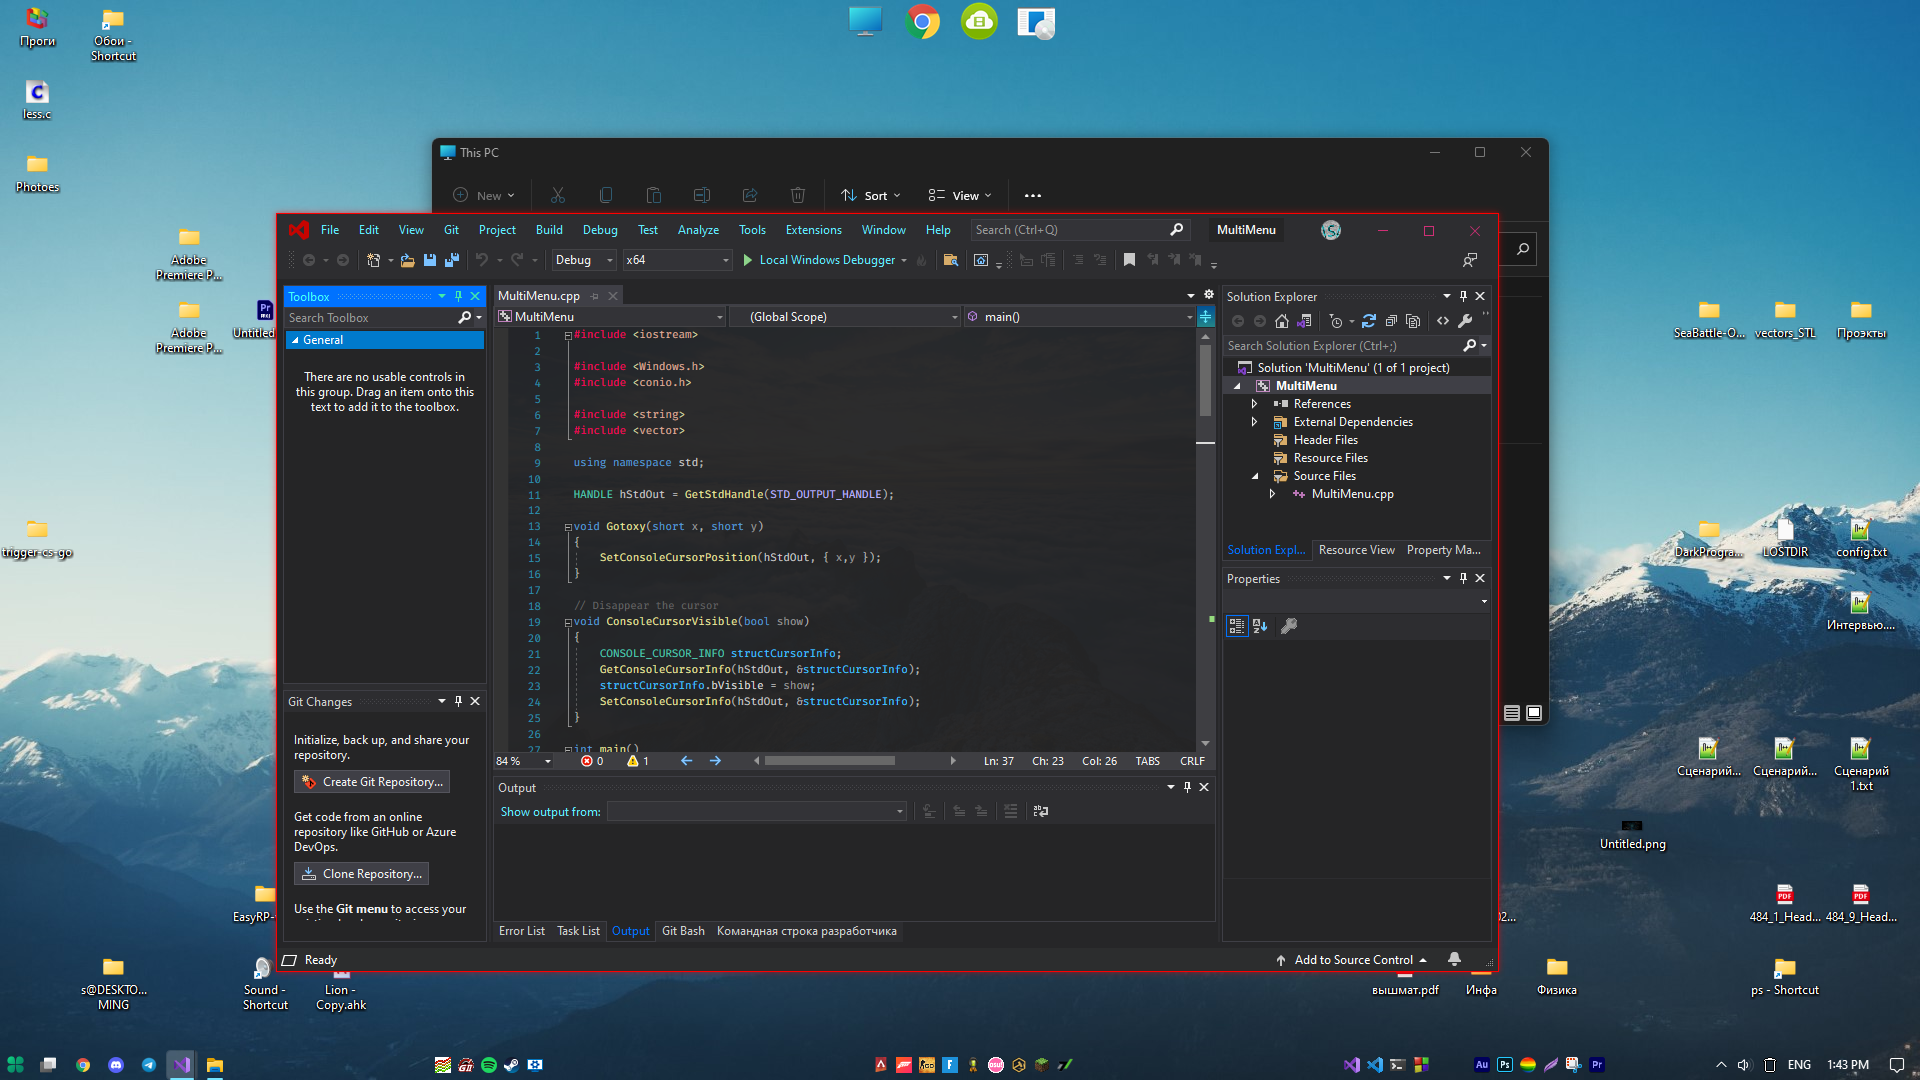 Проги
Обои -
Shortcut
less.c
Photoes
Adobe
Premiere P...
Adobe
Premiere P...
Untitled
trigger-cs-go
EasyRP-
s@DESKTO...
MING
Sound -
Shortcut
Lion -
Copy.ahk
This PC
New
Sort
View
File Edit View Git Project Build Debug Test Analyze Tools Extensions Window Help
Search (Ctrl+Q)
MultiMenu
Debug
x64
Local Windows Debugger
Toolbox
Search Toolbox
General
There are no usable controls in
this group. Drag an item onto this
text to add it to the toolbox.
Git Changes
Initialize, back up, and share your
repository.
Create Git Repository...
Get code from an online
repository like GitHub or Azure
DevOps.
Clone Repository...
Use the Git menu to access your
MultiMenu.cpp
MultiMenu
(Global Scope)
main()
1 #include <iostream>
2
3 #include <Windows.h>
4 #include <conio.h>
5
6 #include <string>
7 #include <vector>
8
9 using namespace std;
10
11 HANDLE hStdOut = GetStdHandle(STD_OUTPUT_HANDLE);
12
13 void Gotoxy(short x, short y)
14 {
15 SetConsoleCursorPosition(hStdOut, { x,y });
16 }
17
18 // Disappear the cursor
19 void ConsoleCursorVisible(bool show)
20 {
21 CONSOLE_CURSOR_INFO structCursorInfo;
22 GetConsoleCursorInfo(hStdOut, &structCursorInfo);
23 structCursorInfo.bVisible = show;
24 SetConsoleCursorInfo(hStdOut, &structCursorInfo);
25 }
26
27 int main()
84 %
0
1
Ln: 37 Ch: 23 Col: 26 TABS CRLF
Output
Show output from:
Error List Task List Output Git Bash Командная строка разработчика
Solution Explorer
Search Solution Explorer (Ctrl+;)
Solution 'MultiMenu' (1 of 1 project)
MultiMenu
References
External Dependencies
Header Files
Resource Files
Source Files
MultiMenu.cpp
Solution Expl... Resource View Property Ma...
Properties
Ready
Add to Source Control
SeaBattle-O...
vectors_STL
Проэкты
DarkProgra...
LOSTDIR
config.txt
Интервью....
Сценарий...
Сценарий...
Сценарий
1.txt
Untitled.png
02...
484_1_Head...
484_9_Head...
вышмат.pdf
Инфа
Физика
ps - Shortcut
ENG
1:43 PM